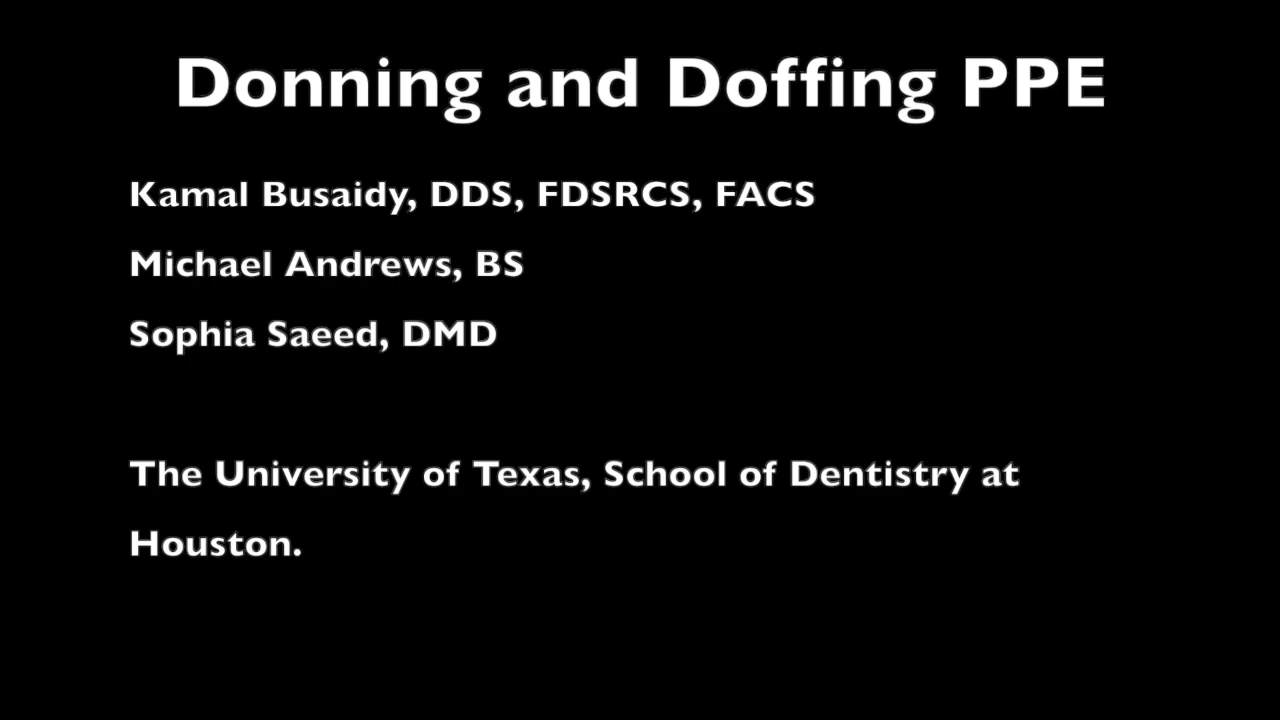 Donning and Doffing PPE
Kamal Busaidy, DDS, FDSRCS, FACS
Michael Andrews, BS
Sophia Saeed, DMD
The University of Texas, School of Dentistry at
Houston.